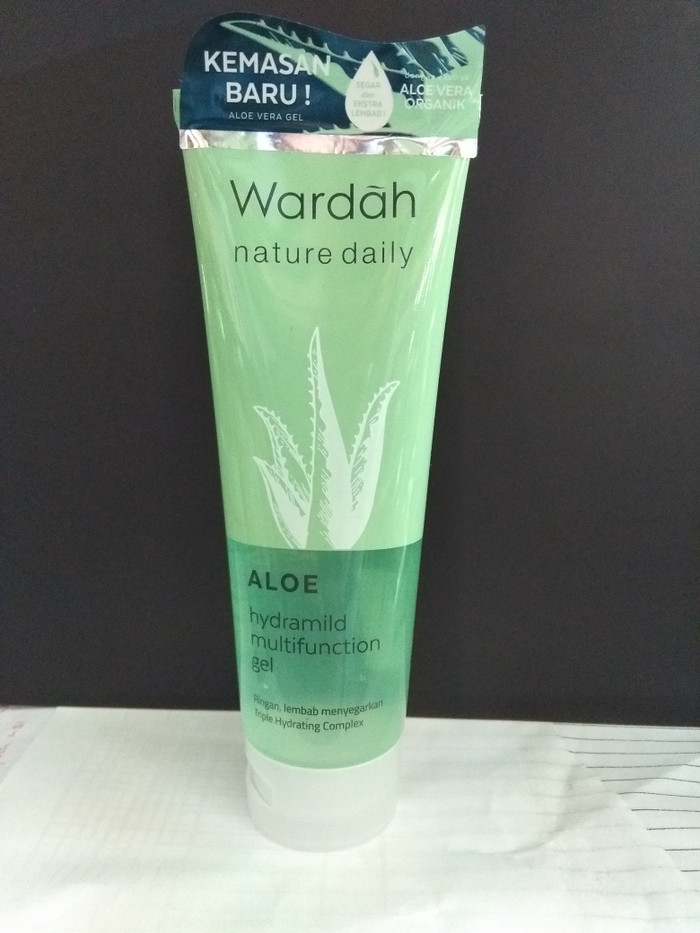 KEMASAN
BARU !
ALOE VERA GEL
SEGAR
dan
EKSTRA
LEMBAB!
ALOE VERA
ORGANIK
Wardãh
nature daily
ALOE
hydramild
multifunction
gel
Ringan, lembab menyegarkan
Triple Hydrating Complex